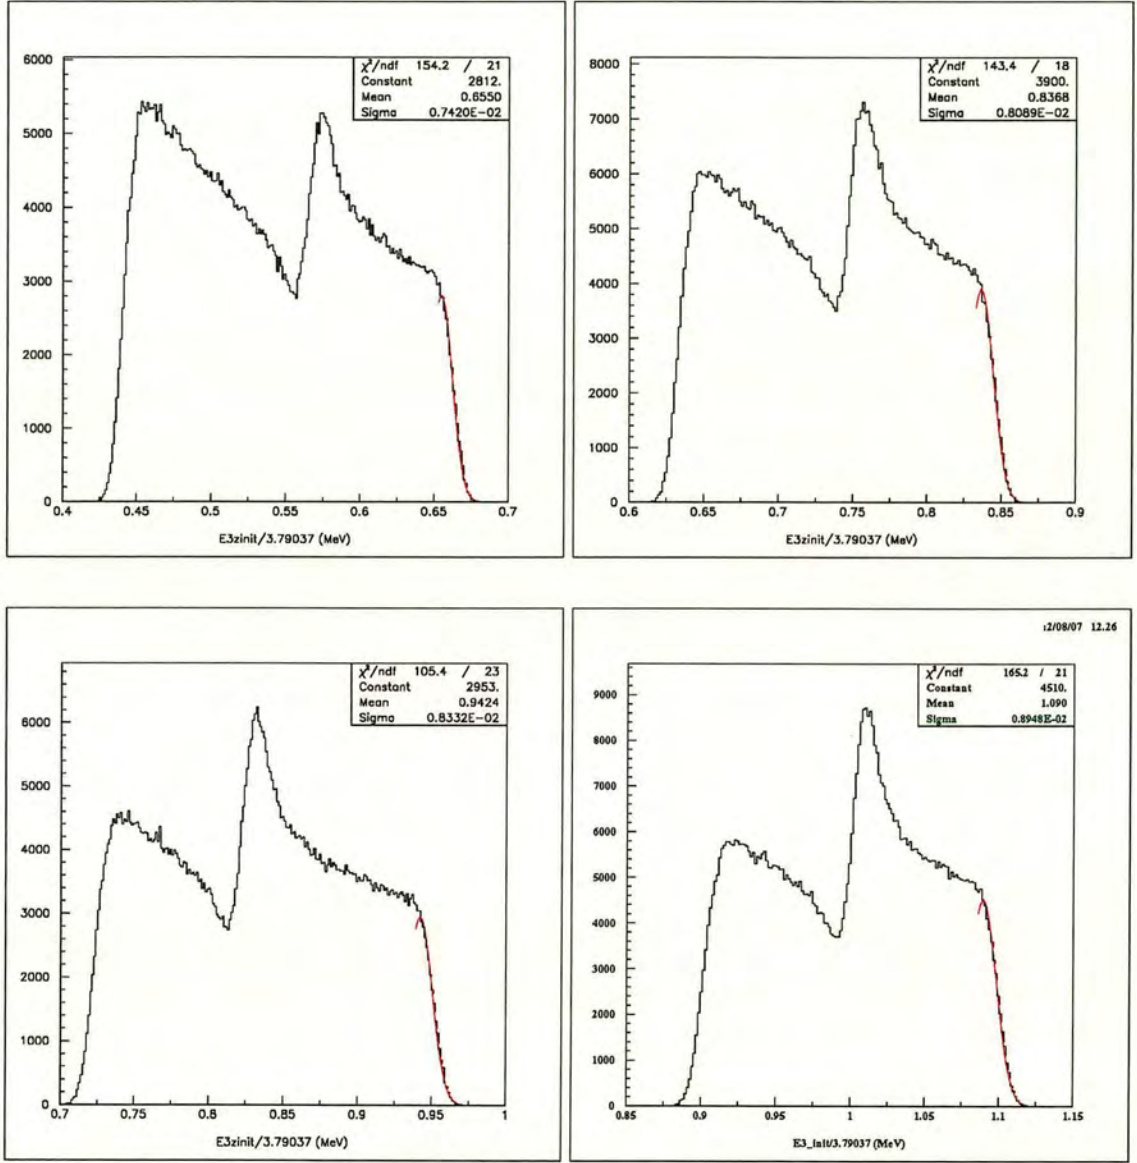 χ²/ndf 154.2 / 21
Constant 2812.
Mean 0.6550
Sigma 0.7420E-02
6000
5000
4000
3000
2000
1000
0
0.4 0.45 0.5 0.55 0.6 0.65 0.7
E3zinit/3.79037 (MeV)
χ²/ndf 143.4 / 18
Constant 3900.
Mean 0.8368
Sigma 0.8089E-02
8000
7000
6000
5000
4000
3000
2000
1000
0
0.6 0.65 0.7 0.75 0.8 0.85 0.9
E3zinit/3.79037 (MeV)
χ²/ndf 105.4 / 23
Constant 2953.
Mean 0.9424
Sigma 0.8332E-02
6000
5000
4000
3000
2000
1000
0
0.7 0.75 0.8 0.85 0.9 0.95 1
E3zinit/3.79037 (MeV)
12/08/07 12.26
χ²/ndf 165.2 / 21
Constant 4510.
Mean 1.090
Sigma 0.8948E-02
9000
8000
7000
6000
5000
4000
3000
2000
1000
0
0.85 0.9 0.95 1 1.05 1.1 1.15
E3_init/3.79037 (MeV)